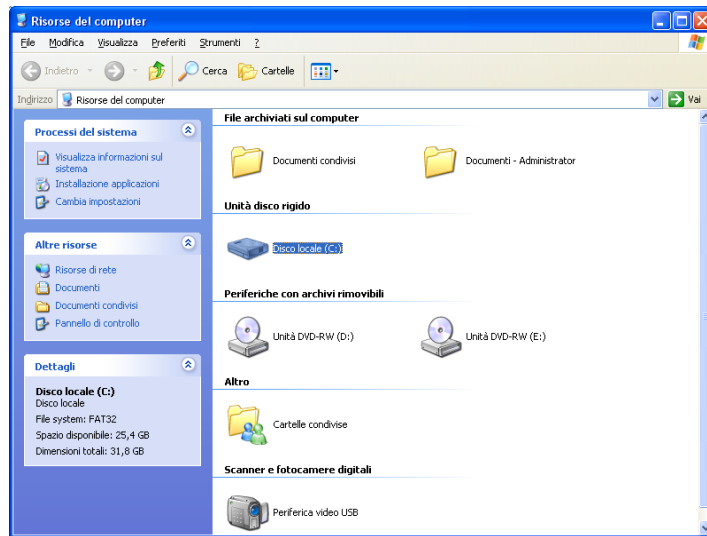 Risorse del computer
File Modifica Visualizza Preferiti Strumenti ?
Indietro Cerca Cartelle
Indirizzo Risorse del computer Vai
Processi del sistema
Visualizza informazioni sul
sistema
Installazione applicazioni
Cambia impostazioni
Altre risorse
Risorse di rete
Documenti
Documenti condivisi
Pannello di controllo
Dettagli
Disco locale (C:)
Disco locale
File system: FAT32
Spazio disponibile: 25,4 GB
Dimensioni totali: 31,8 GB
File archiviati sul computer
Documenti condivisi
Documenti - Administrator
Unità disco rigido
Disco locale (C:)
Periferiche con archivi rimovibili
Unità DVD-RW (D:)
Unità DVD-RW (E:)
Altro
Cartelle condivise
Scanner e fotocamere digitali
Periferica video USB